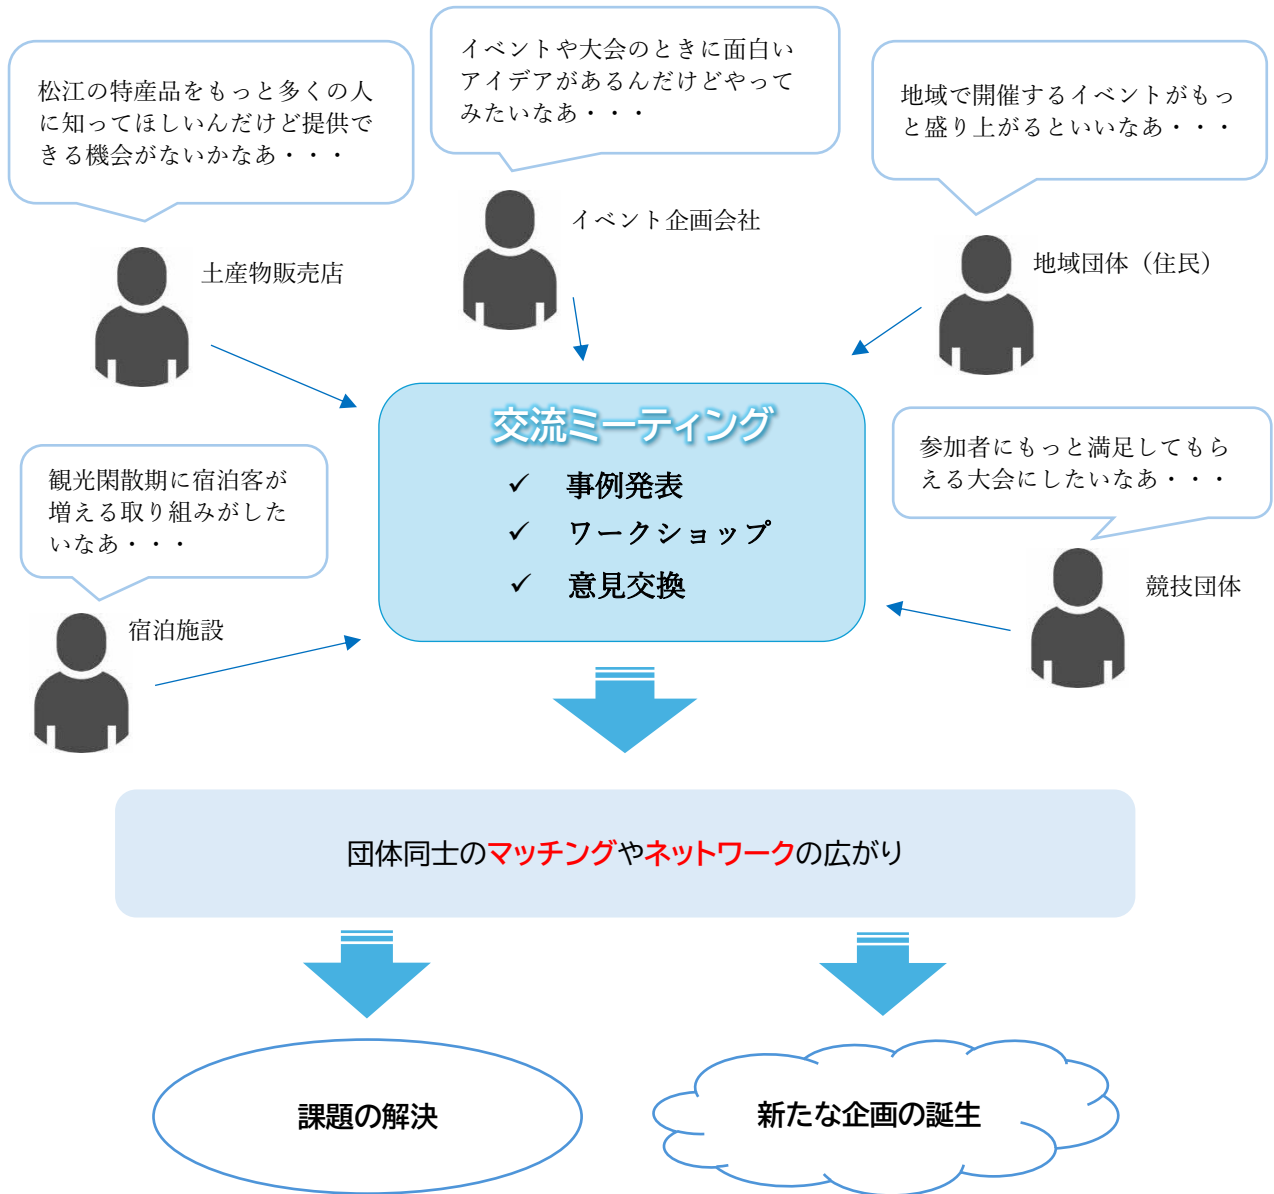 松江の特産品をもっと多くの人
に知ってほしいんだけど提供で
きる機会がないかなあ・・・
イベントや大会のときに面白い
アイデアがあるんだけどやって
みたいなあ・・・
地域で開催するイベントがもっ
と盛り上がるといいなあ・・・
土産物販売店
イベント企画会社
地域団体（住民）
交流ミーティング
✓ 事例発表
✓ ワークショップ
✓ 意見交換
観光閑散期に宿泊客が
増える取り組みがした
いなあ・・・
参加者にもっと満足してもら
える大会にしたいなあ・・・
宿泊施設
競技団体
団体同士のマッチングやネットワークの広がり
課題の解決
新たな企画の誕生